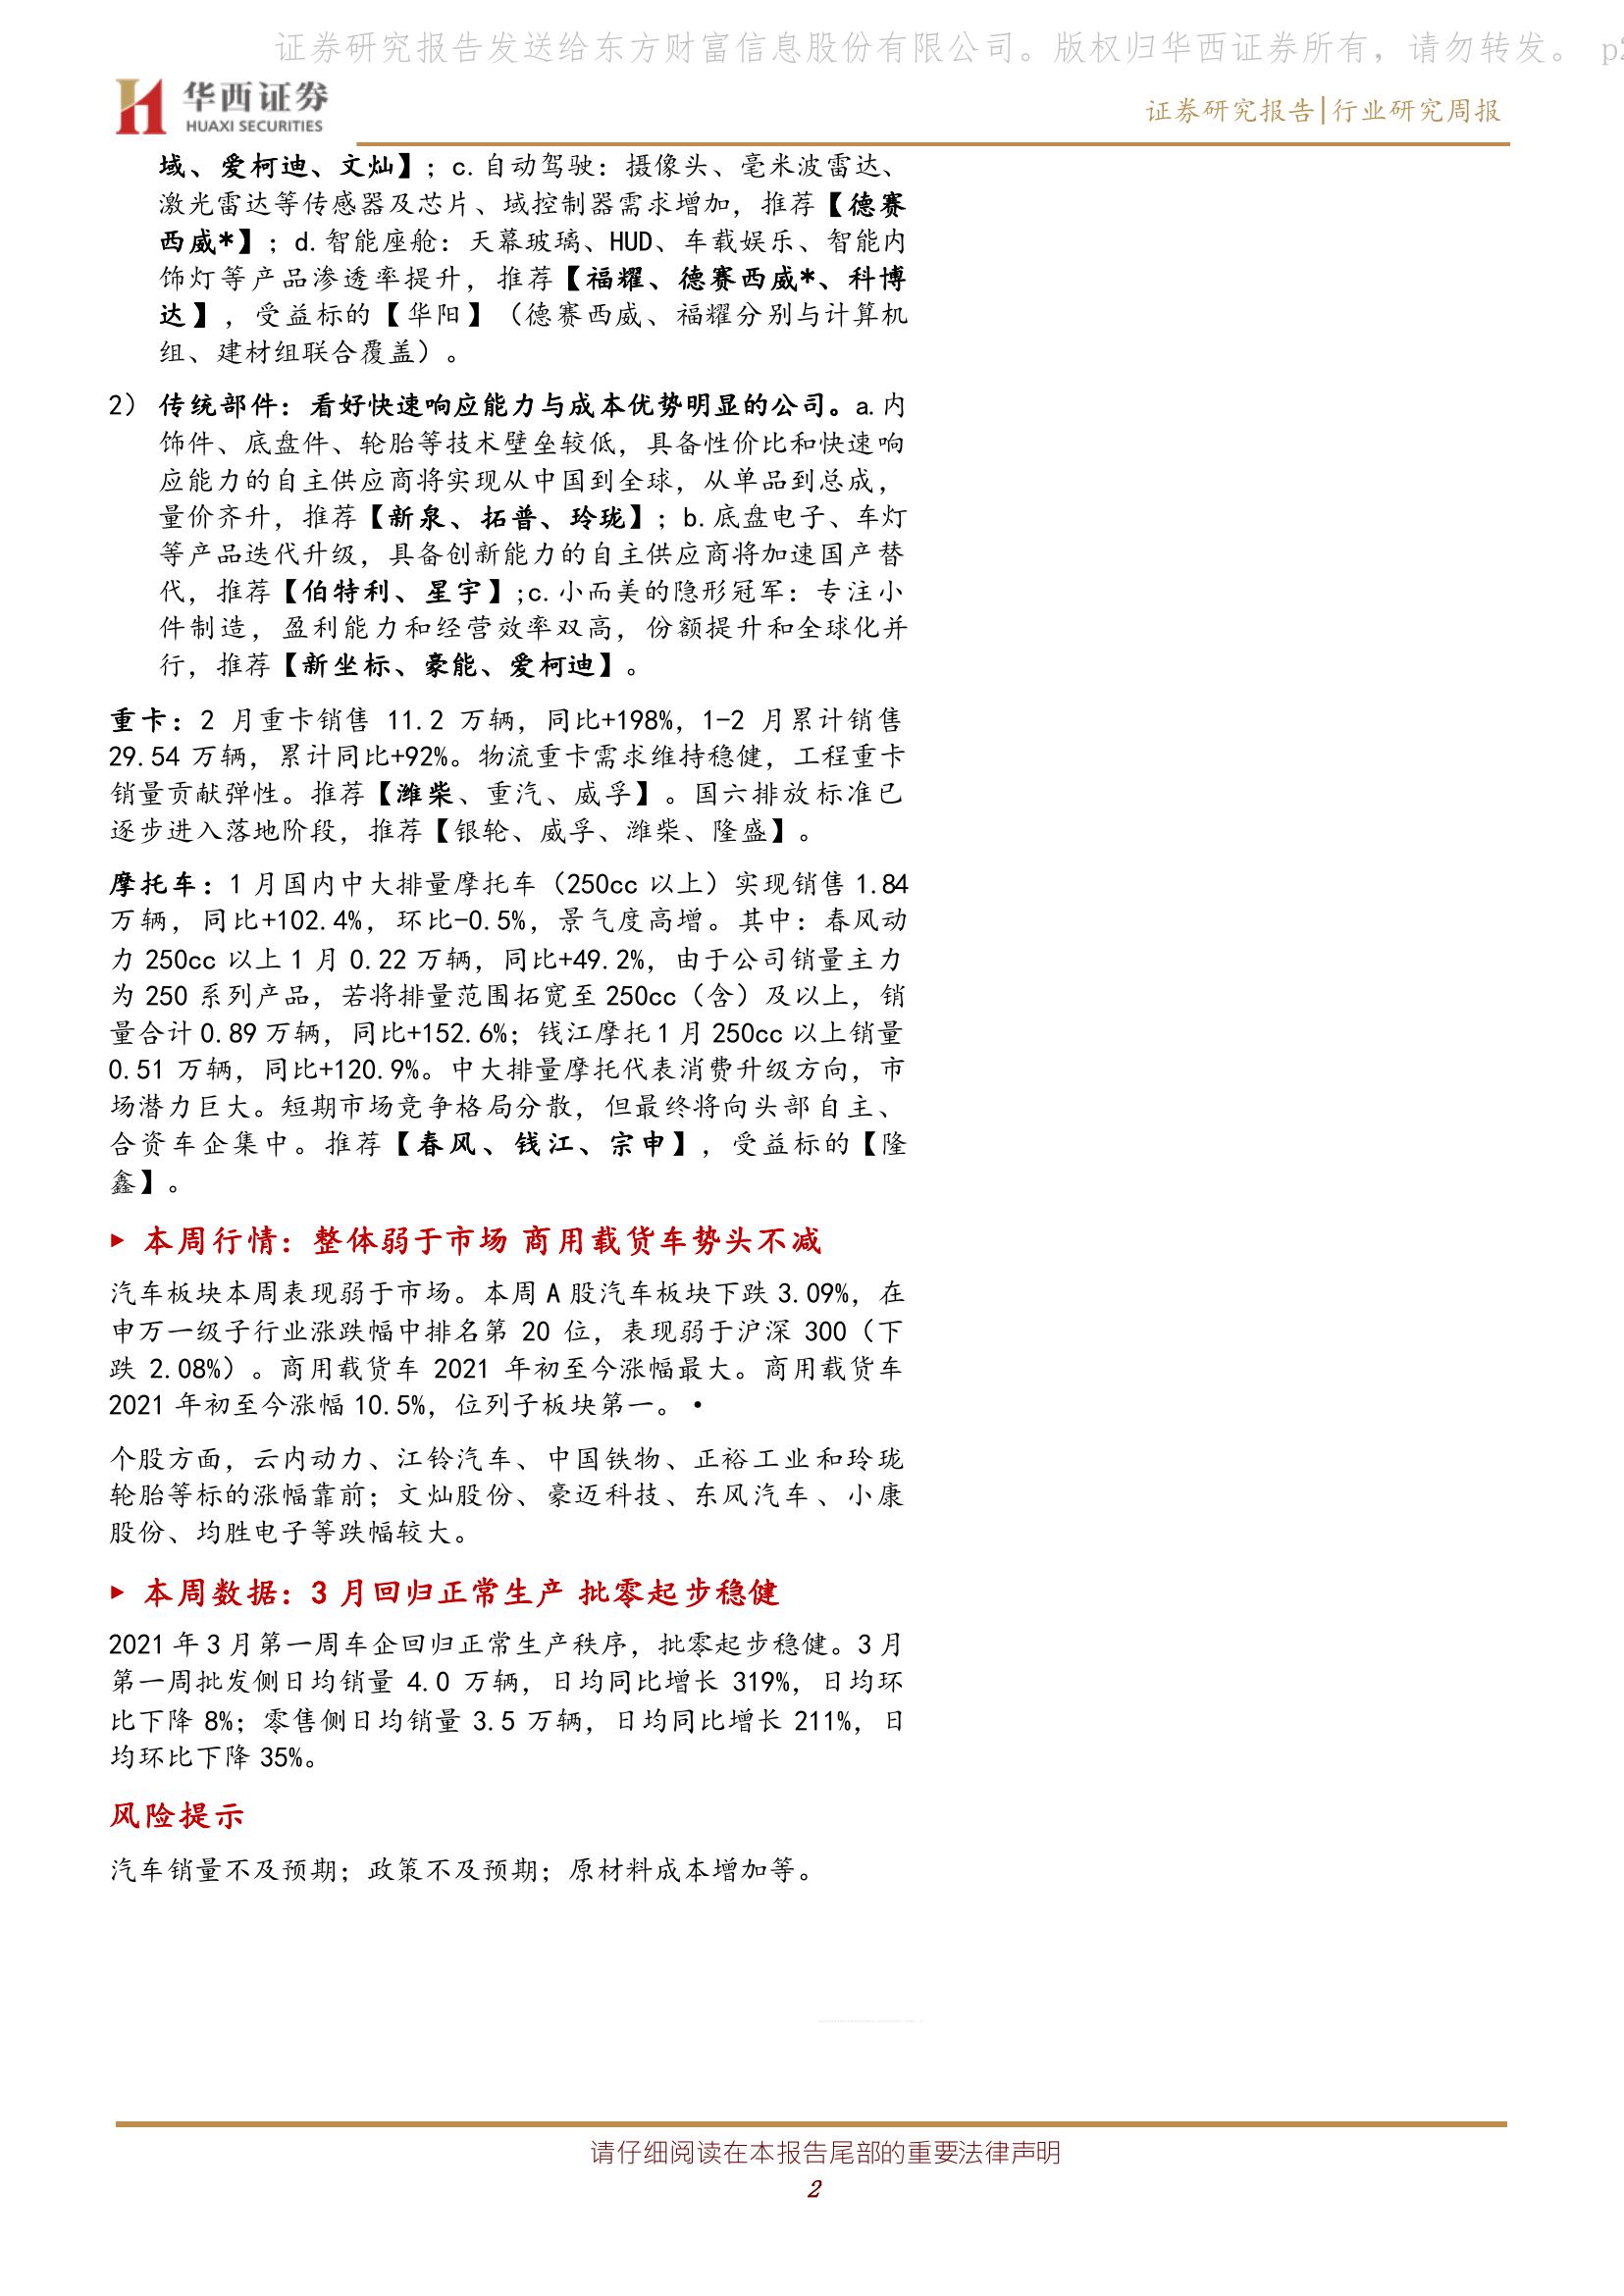 证券研究报告发送给东方财富信息股份有限公司。版权归华西证券所有，请勿转发。 p2
华西证券
HUAXI SECURITIES
证券研究报告|行业研究周报
域、爱柯迪、文灿】；c.自动驾驶：摄像头、毫米波雷达、
激光雷达等传感器及芯片、域控制器需求增加，推荐【德赛
西威*】；d.智能座舱：天幕玻璃、HUD、车载娱乐、智能内
饰灯等产品渗透率提升，推荐【福耀、德赛西威*、科博
达】，受益标的【华阳】（德赛西威、福耀分别与计算机
组、建材组联合覆盖）。
2） 传统部件：看好快速响应能力与成本优势明显的公司。a.内
饰件、底盘件、轮胎等技术壁垒较低，具备性价比和快速响
应能力的自主供应商将实现从中国到全球，从单品到总成，
量价齐升，推荐【新泉、拓普、玲珑】；b.底盘电子、车灯
等产品迭代升级，具备创新能力的自主供应商将加速国产替
代，推荐【伯特利、星宇】;c.小而美的隐形冠军：专注小
件制造，盈利能力和经营效率双高，份额提升和全球化并
行，推荐【新坐标、豪能、爱柯迪】。
重卡：2 月重卡销售 11.2 万辆，同比+198%，1-2 月累计销售
29.54 万辆，累计同比+92%。物流重卡需求维持稳健，工程重卡
销量贡献弹性。推荐【潍柴、重汽、威孚】。国六排放标准已
逐步进入落地阶段，推荐【银轮、威孚、潍柴、隆盛】。
摩托车：1 月国内中大排量摩托车（250cc 以上）实现销售 1.84
万辆，同比+102.4%，环比-0.5%，景气度高增。其中：春风动
力 250cc 以上 1 月 0.22 万辆，同比+49.2%，由于公司销量主力
为 250 系列产品，若将排量范围拓宽至 250cc（含）及以上，销
量合计 0.89 万辆，同比+152.6%；钱江摩托 1 月 250cc 以上销量
0.51 万辆，同比+120.9%。中大排量摩托代表消费升级方向，市
场潜力巨大。短期市场竞争格局分散，但最终将向头部自主、
合资车企集中。推荐【春风、钱江、宗申】，受益标的【隆
鑫】。
▶ 本周行情：整体弱于市场 商用载货车势头不减
汽车板块本周表现弱于市场。本周 A 股汽车板块下跌 3.09%，在
申万一级子行业涨跌幅中排名第 20 位，表现弱于沪深 300（下
跌 2.08%）。商用载货车 2021 年初至今涨幅最大。商用载货车
2021 年初至今涨幅 10.5%，位列子板块第一。•
个股方面，云内动力、江铃汽车、中国铁物、正裕工业和玲珑
轮胎等标的涨幅靠前；文灿股份、豪迈科技、东风汽车、小康
股份、均胜电子等跌幅较大。
▶ 本周数据：3 月回归正常生产 批零起步稳健
2021 年 3 月第一周车企回归正常生产秩序，批零起步稳健。3 月
第一周批发侧日均销量 4.0 万辆，日均同比增长 319%，日均环
比下降 8%；零售侧日均销量 3.5 万辆，日均同比增长 211%，日
均环比下降 35%。
风险提示
汽车销量不及预期；政策不及预期；原材料成本增加等。
请仔细阅读在本报告尾部的重要法律声明
2